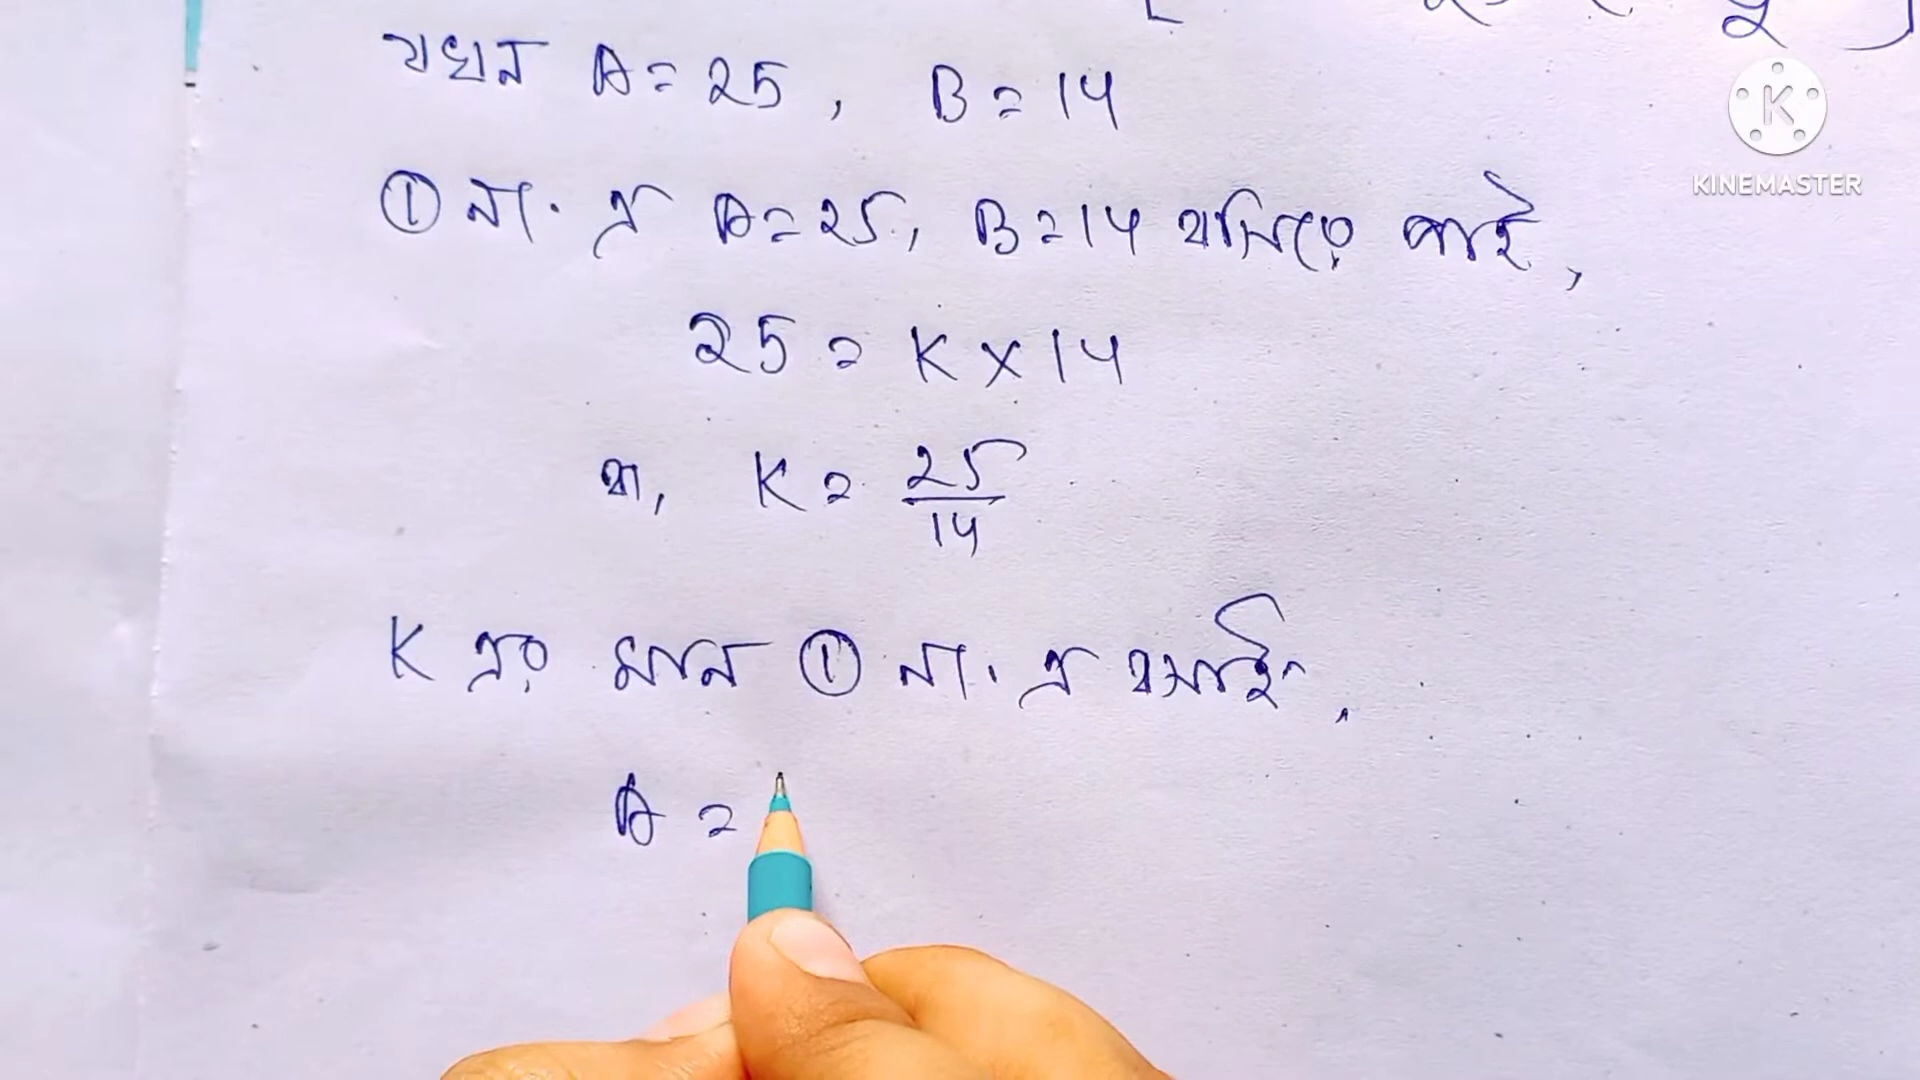 যখন A = 25, B = 14
KINEMASTER
① নং এ A = 25, B = 14 বসিয়ে পাই,
25 = K × 14
বা, K = 25/14
K এর মান ① নং এ বসাই,
A =